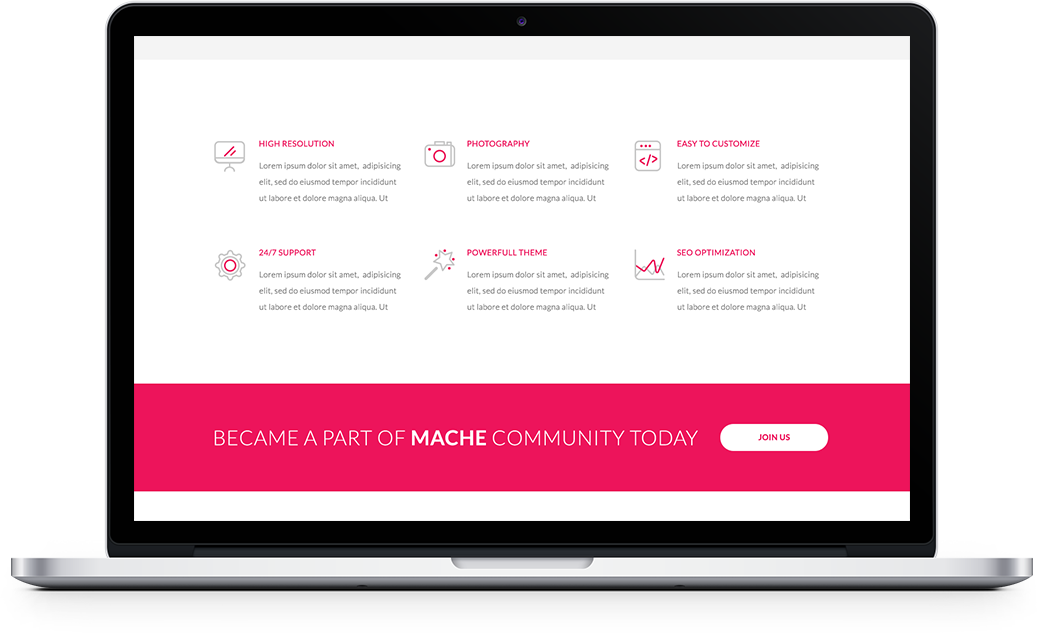 HIGH RESOLUTION
Lorem ipsum dolor sit amet, adipisicing
elit, sed do eiusmod tempor incididunt
ut labore et dolore magna aliqua. Ut
PHOTOGRAPHY
Lorem ipsum dolor sit amet, adipisicing
elit, sed do eiusmod tempor incididunt
ut labore et dolore magna aliqua. Ut
EASY TO CUSTOMIZE
Lorem ipsum dolor sit amet, adipisicing
elit, sed do eiusmod tempor incididunt
ut labore et dolore magna aliqua. Ut
24/7 SUPPORT
Lorem ipsum dolor sit amet, adipisicing
elit, sed do eiusmod tempor incididunt
ut labore et dolore magna aliqua. Ut
POWERFULL THEME
Lorem ipsum dolor sit amet, adipisicing
elit, sed do eiusmod tempor incididunt
ut labore et dolore magna aliqua. Ut
SEO OPTIMIZATION
Lorem ipsum dolor sit amet, adipisicing
elit, sed do eiusmod tempor incididunt
ut labore et dolore magna aliqua. Ut
BECAME A PART OF MACHE COMMUNITY TODAY
JOIN US